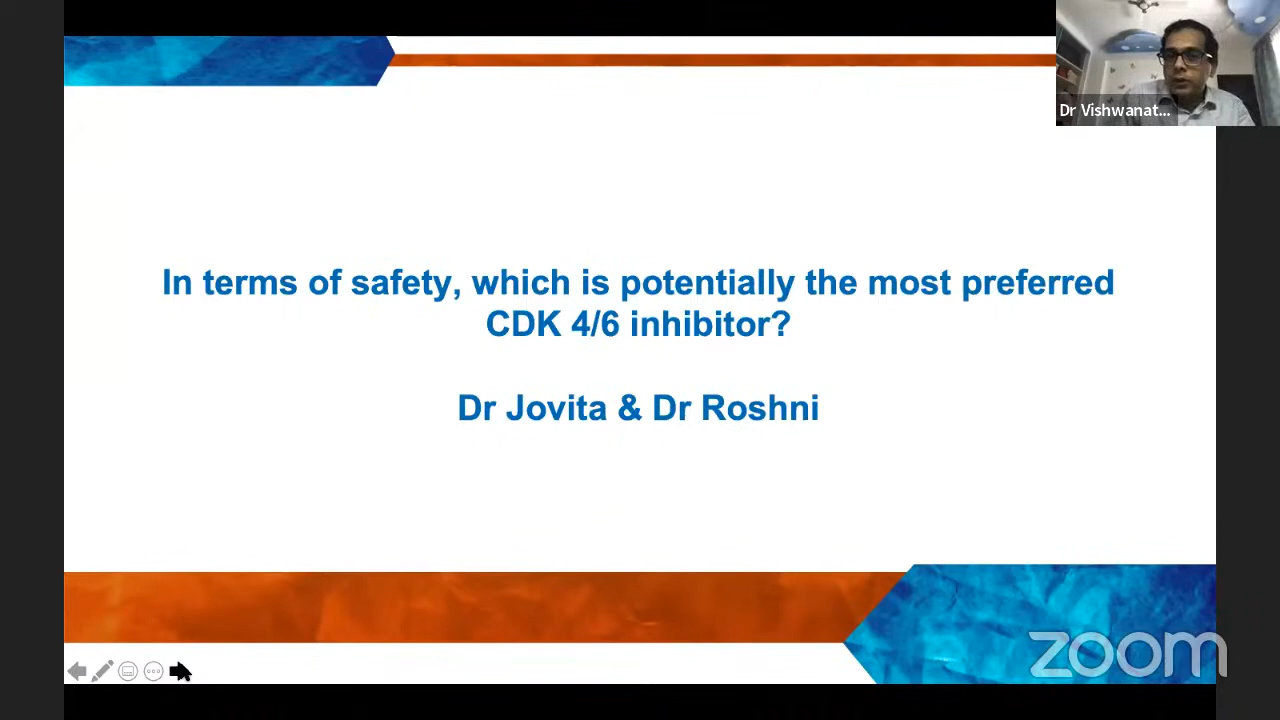 Dr Vishwanat...
In terms of safety, which is potentially the most preferred
CDK 4/6 inhibitor?
Dr Jovita & Dr Roshni
zoom